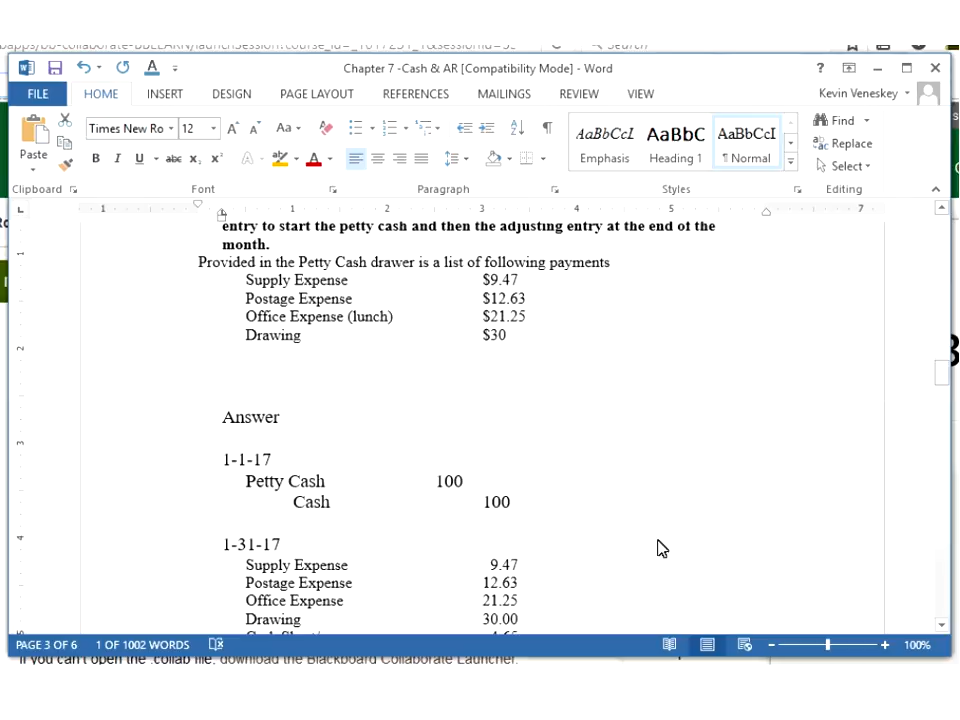 Chapter 7 -Cash & AR [Compatibility Mode] - Word
FILE HOME INSERT DESIGN PAGE LAYOUT REFERENCES MAILINGS REVIEW VIEW Kevin Veneskey
Paste
Times New Ro 12
AaBbCcI AaBbC AaBbCcI
Emphasis Heading 1 ¶ Normal
Find
Replace
Select
Clipboard Font Paragraph Styles Editing
entry to start the petty cash and then the adjusting entry at the end of the
month.
Provided in the Petty Cash drawer is a list of following payments
Supply Expense $9.47
Postage Expense $12.63
Office Expense (lunch) $21.25
Drawing $30
Answer
1-1-17
Petty Cash 100
Cash 100
1-31-17
Supply Expense 9.47
Postage Expense 12.63
Office Expense 21.25
Drawing 30.00
PAGE 3 OF 6 1 OF 1002 WORDS 100%
If you can't open the .collab file, download the Blackboard Collaborate Launcher.